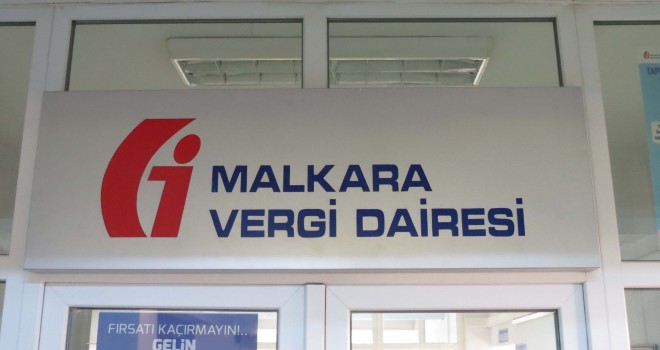 MALKARA
VERGİ DAİRESİ
FIRSATI KAÇIRMAYIN!..
GELİN